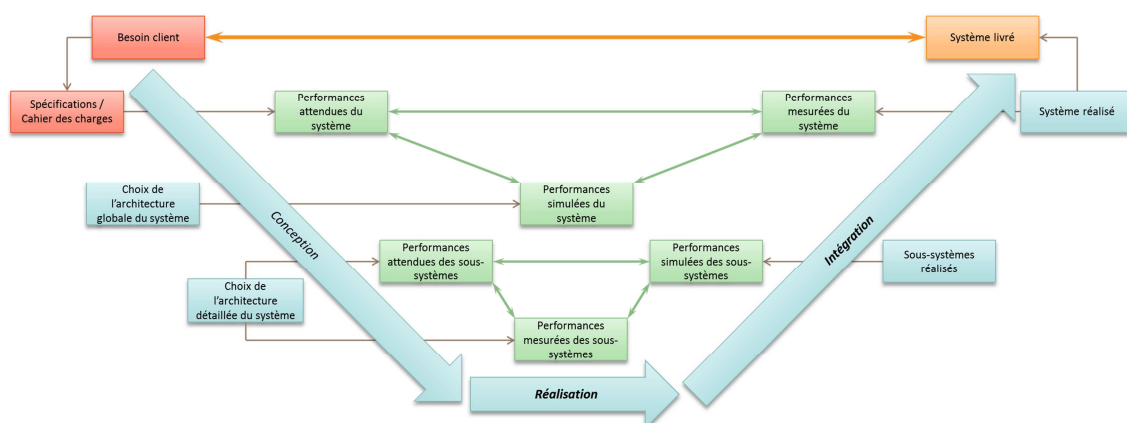 Besoin client
Système livré
Spécifications /
Cahier des charges
Performances
attendues du
système
Performances
mesurées du
système
Système réalisé
Choix de
l'architecture
globale du système
Performances
simulées du
système
Conception
Intégration
Performances
attendues des sous-
systèmes
Performances
simulées des sous-
systèmes
Sous-systèmes
réalisés
Choix de
l'architecture
détaillée du système
Performances
mesurées des sous-
systèmes
Réalisation